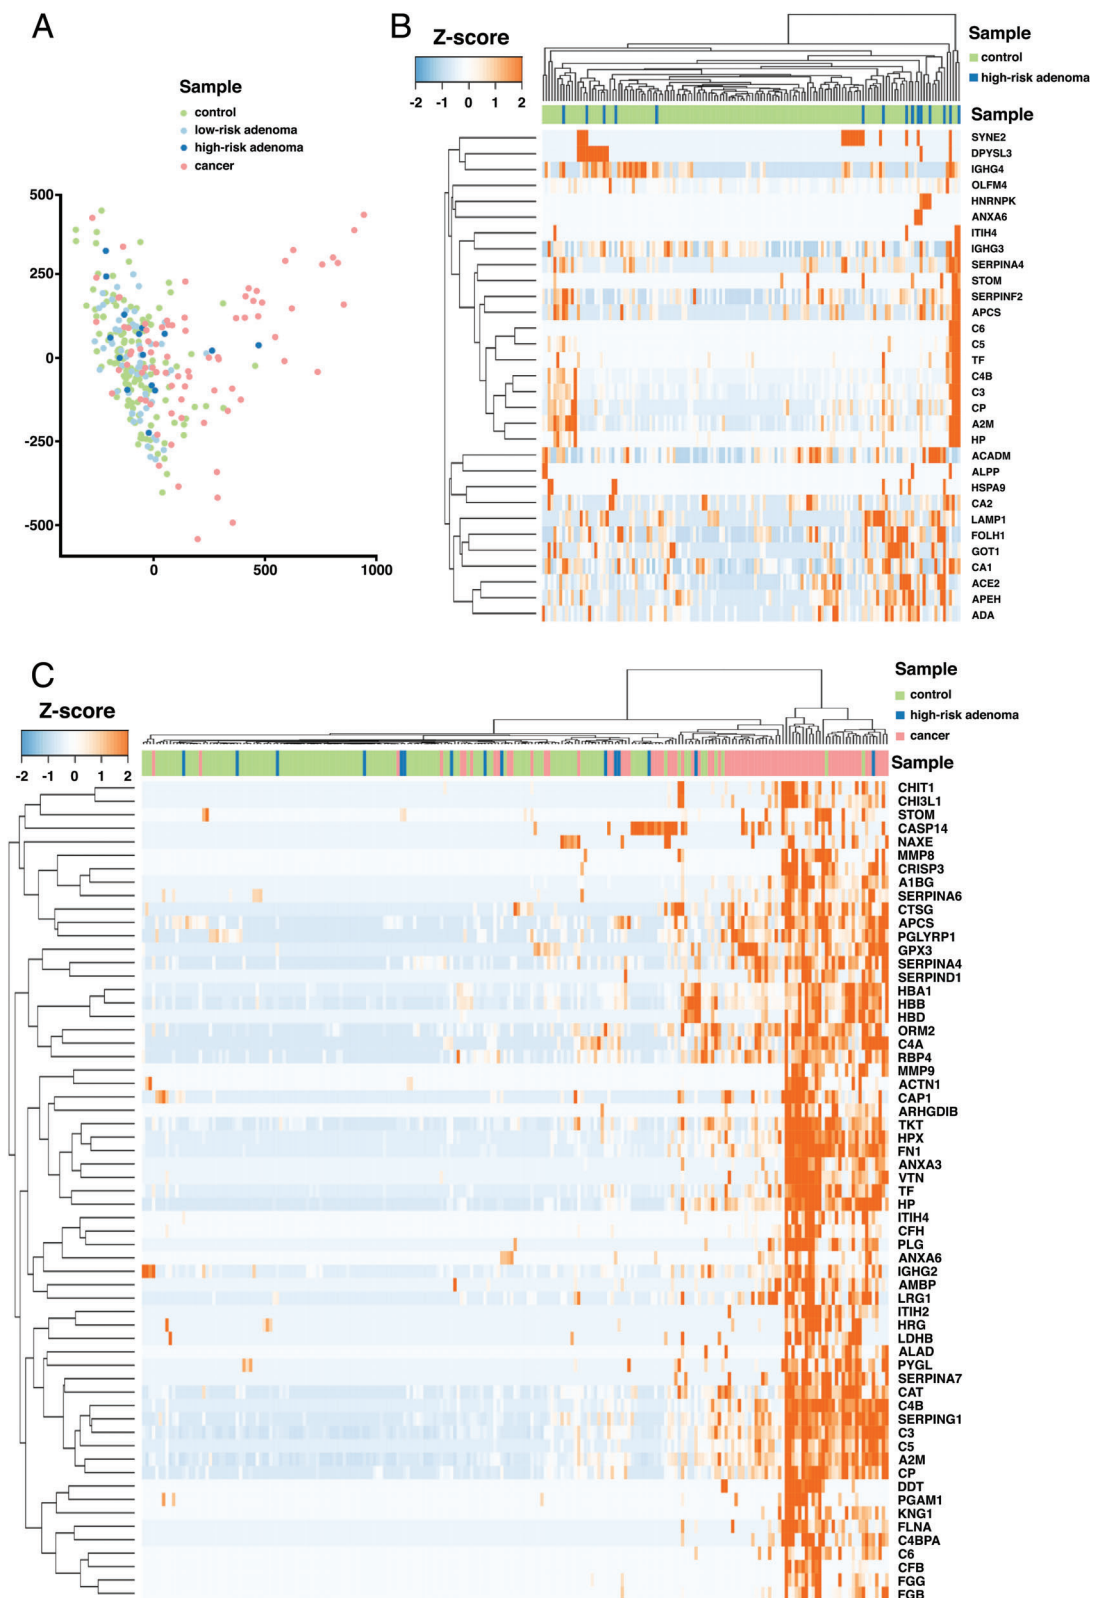 A
Sample
control
low-risk adenoma
high-risk adenoma
cancer
500
250
0
-250
-500
0 500 1000
B
Z-score
-2 -1 0 1 2
Sample
control
high-risk adenoma
Sample
SYNE2
DPYSL3
IGHG4
OLFM4
HNRNPK
ANXA6
ITIH4
IGHG3
SERPINA4
STOM
SERPINF2
APCS
C6
C5
TF
C4B
C3
CP
A2M
HP
ACADM
ALPP
HSPA9
CA2
LAMP1
FOLH1
GOT1
CA1
ACE2
APEH
ADA
C
Z-score
-2 -1 0 1 2
Sample
control
high-risk adenoma
cancer
Sample
CHIT1
CHI3L1
STOM
CASP14
NAXE
MMP8
CRISP3
A1BG
SERPINA6
CTSG
APCS
PGLYRP1
GPX3
SERPINA4
SERPIND1
HBA1
HBB
HBD
ORM2
C4A
RBP4
MMP9
ACTN1
CAP1
ARHGDIB
TKT
HPX
FN1
ANXA3
VTN
TF
HP
ITIH4
CFH
PLG
ANXA6
IGHG2
AMBP
LRG1
ITIH2
HRG
LDHB
ALAD
PYGL
SERPINA7
CAT
C4B
SERPING1
C3
C5
A2M
CP
DDT
PGAM1
KNG1
FLNA
C4BPA
C6
CFB
FGG
FGB